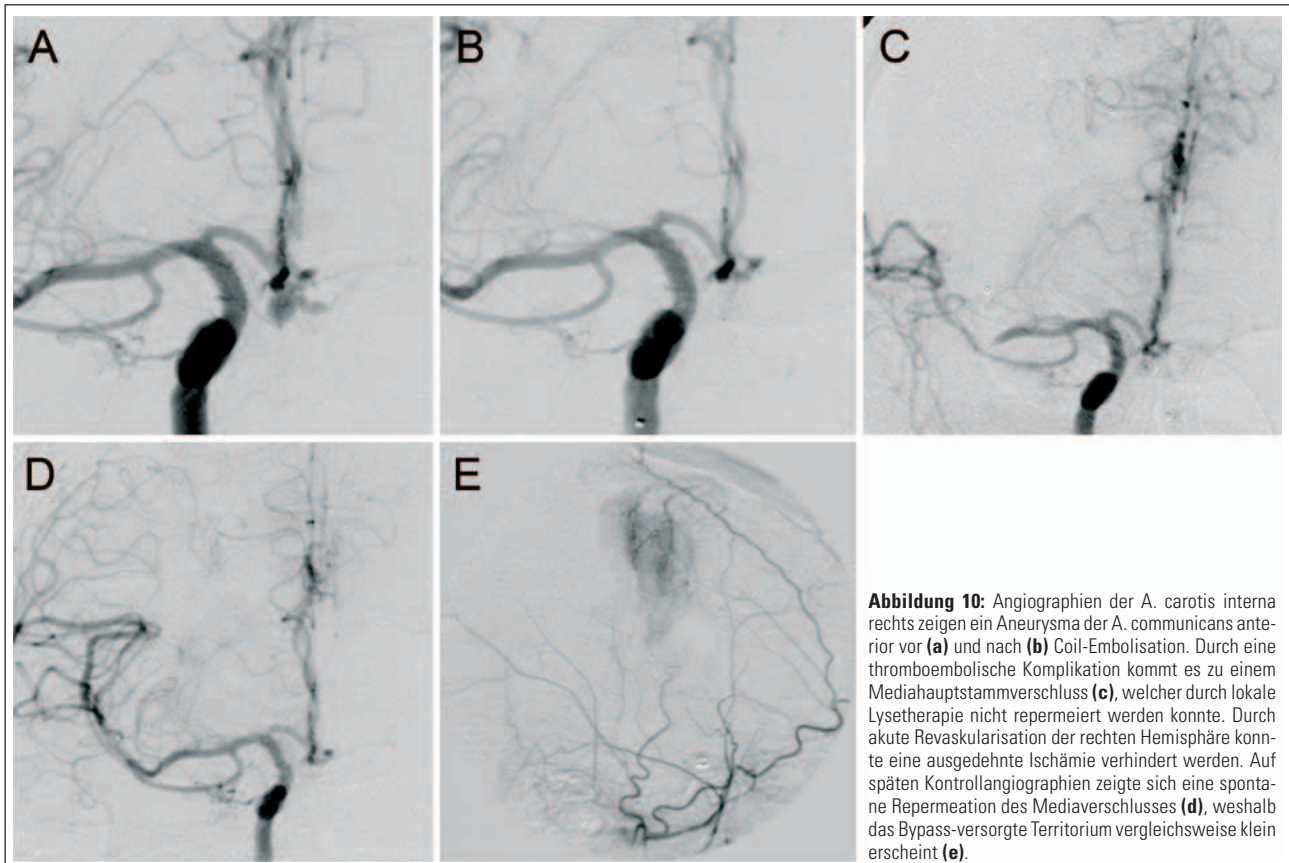 A
B
C
D
E
Abbildung 10: Angiographien der A. carotis interna
rechts zeigen ein Aneurysma der A. communicans ante-
rior vor (a) und nach (b) Coil-Embolisation. Durch eine
thromboembolische Komplikation kommt es zu einem
Mediahauptstammverschluss (c), welcher durch lokale
Lysetherapie nicht repermeiert werden konnte. Durch
akute Revaskularisation der rechten Hemisphäre konn-
te eine ausgedehnte Ischämie verhindert werden. Auf
späten Kontrollangiographien zeigte sich eine sponta-
ne Repermeation des Mediaverschlusses (d), weshalb
das Bypass-versorgte Territorium vergleichsweise klein
erscheint (e).